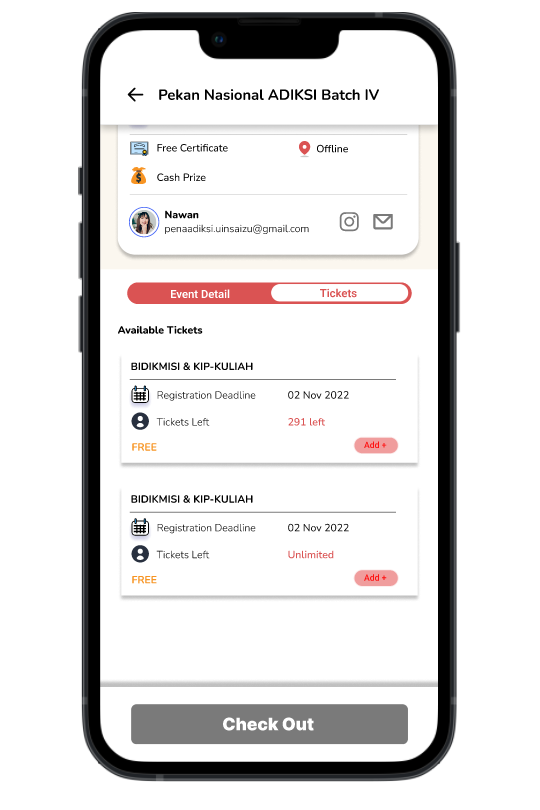 Pekan Nasional ADIKSI Batch IV
Free Certificate
Offline
Cash Prize
Nawan
penaadiksi.uinsaizu@gmail.com
Event Detail
Tickets
Available Tickets
BIDIKMISI & KIP-KULIAH
Registration Deadline
02 Nov 2022
Tickets Left
291 left
FREE
Add +
BIDIKMISI & KIP-KULIAH
Registration Deadline
02 Nov 2022
Tickets Left
Unlimited
FREE
Add +
Check Out